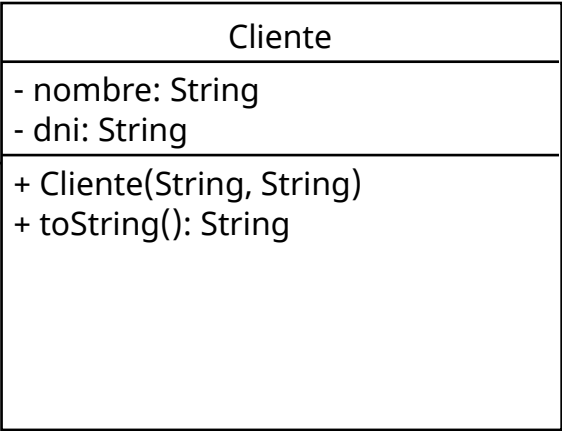 Cliente
- nombre: String
- dni: String
+ Cliente(String, String)
+ toString(): String